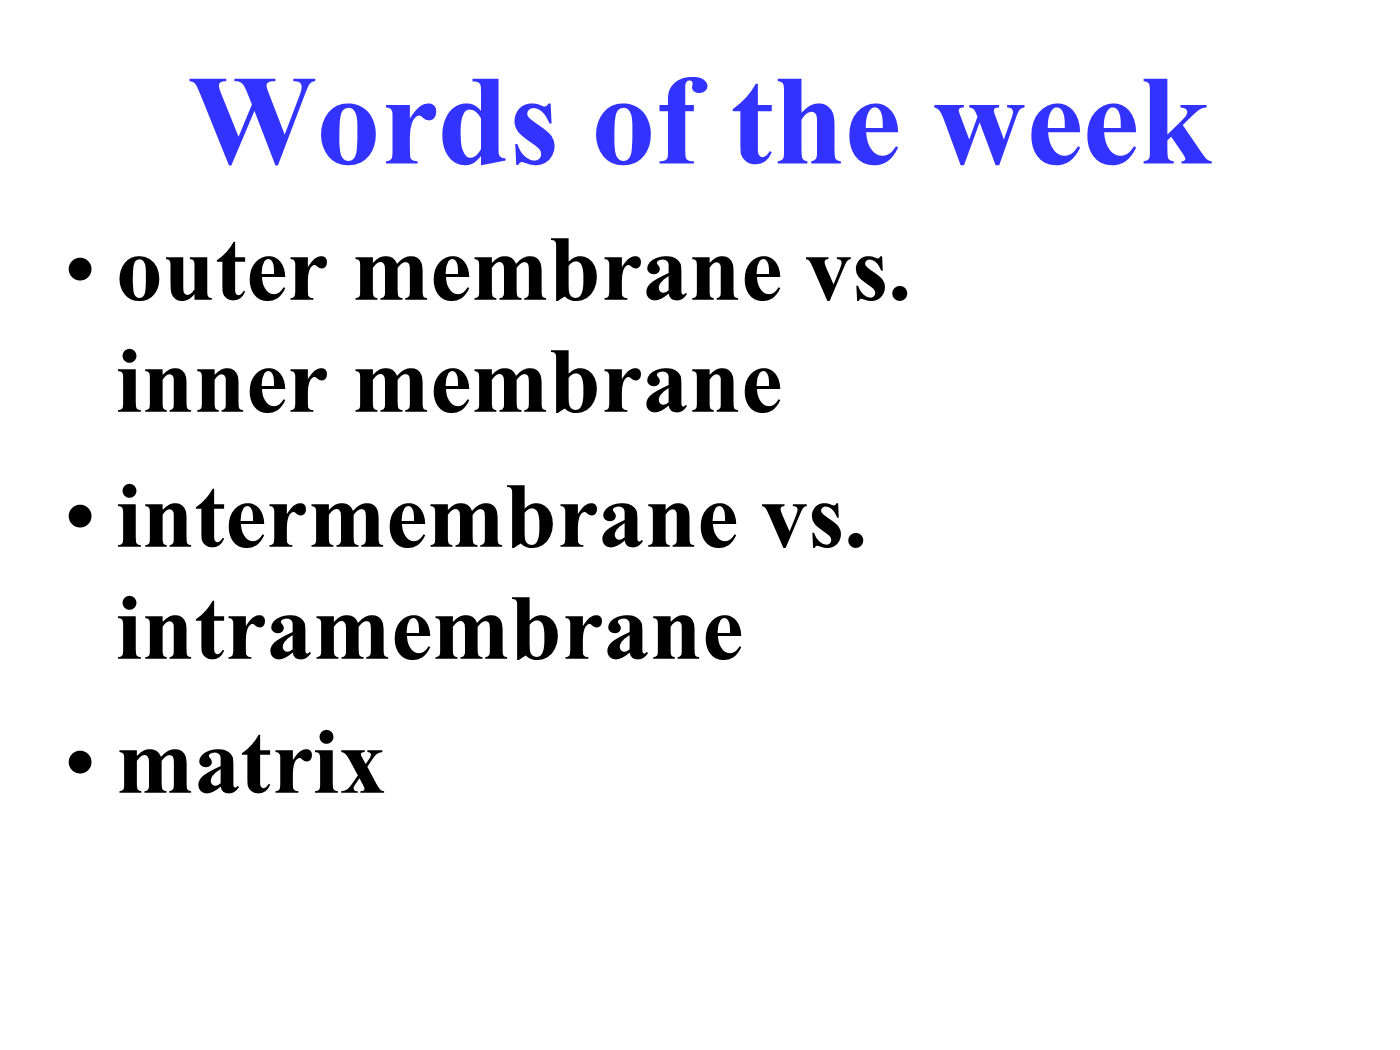 Words of the week
• outer membrane vs.
inner membrane
• intermembrane vs.
intramembrane
• matrix